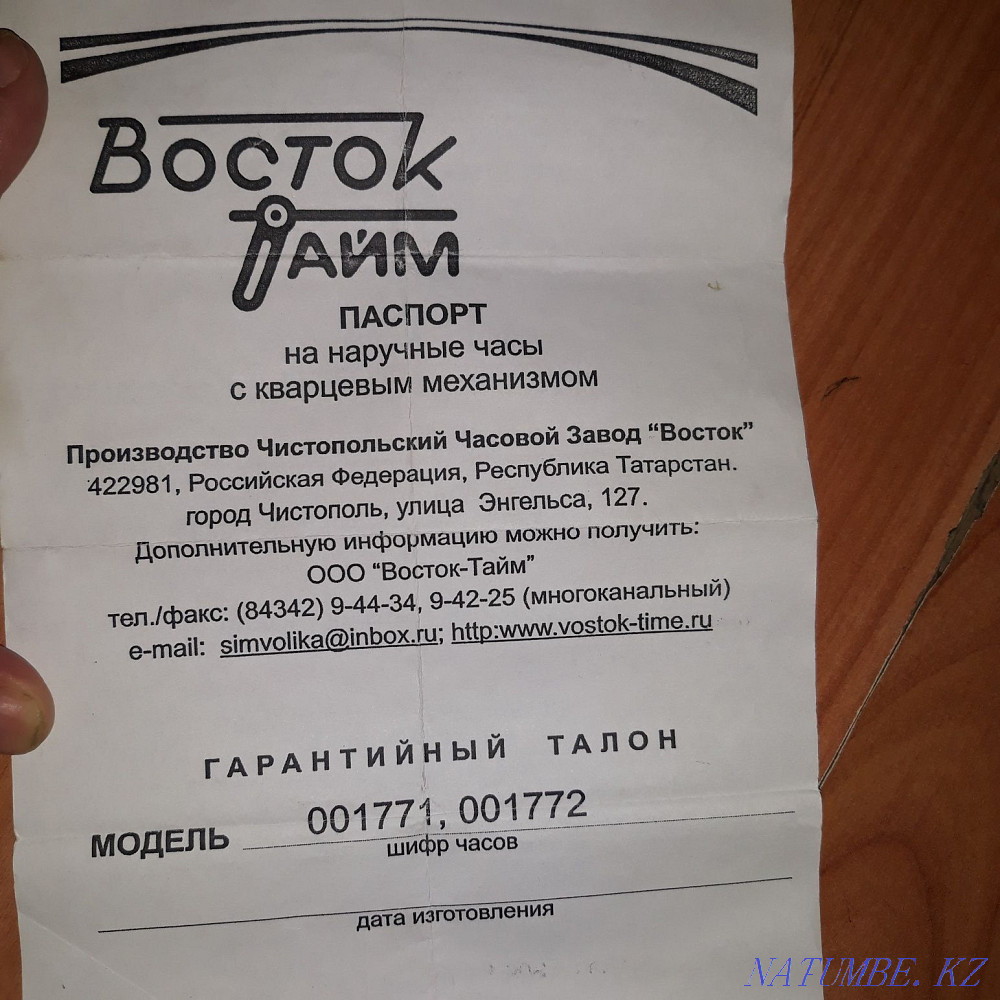 Восток
Тайм
ПАСПОРТ
на наручные часы
с кварцевым механизмом
Производство Чистопольский Часовой Завод “Восток”
422981, Российская Федерация, Республика Татарстан.
город Чистополь, улица Энгельса, 127.
Дополнительную информацию можно получить:
ООО “Восток-Тайм”
тел./факс: (84342) 9-44-34, 9-42-25 (многоканальный)
e-mail: simvolika@inbox.ru; http:www.vostok-time.ru
ГАРАНТИЙНЫЙ ТАЛОН
МОДЕЛЬ 001771, 001772
шифр часов
дата изготовления
NATUMBE.KZ